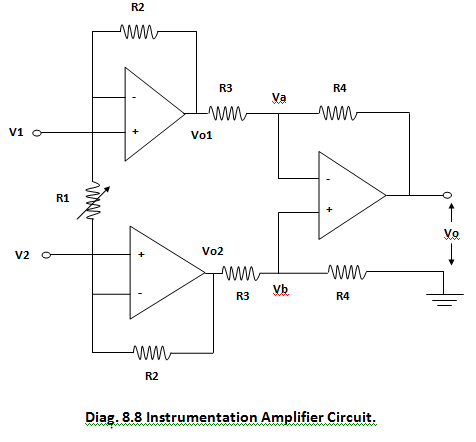 R2
R3
Va
R4
-
V1
+
Vo1
R1
-
+
Vo
V2
+
Vo2
-
R3
Vb
R4
R2
Diag. 8.8 Instrumentation Amplifier Circuit.